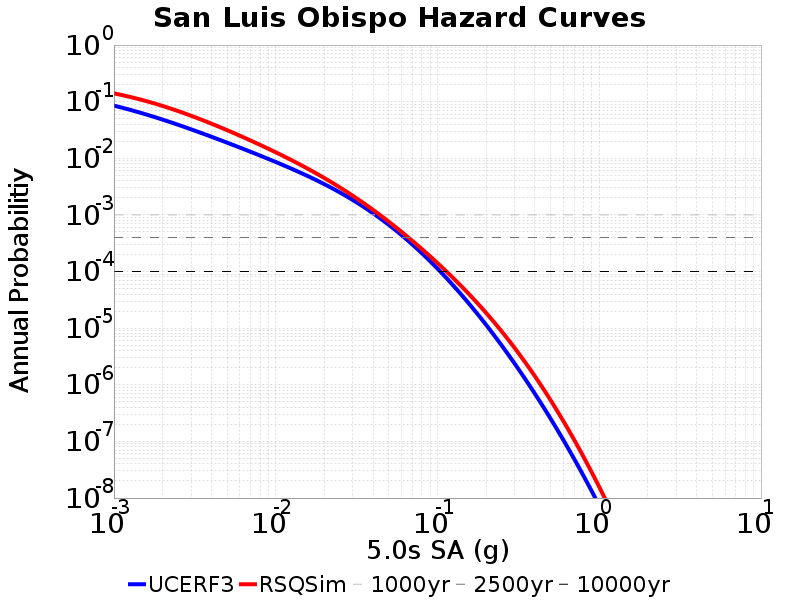 San Luis Obispo Hazard Curves
10^0
10^-1
10^-2
10^-3
10^-4
10^-5
10^-6
10^-7
10^-8
Annual Probabilitiy
10^-3 10^-2 10^-1 10^0 10^1
5.0s SA (g)
UCERF3 RSQSim 1000yr 2500yr 10000yr